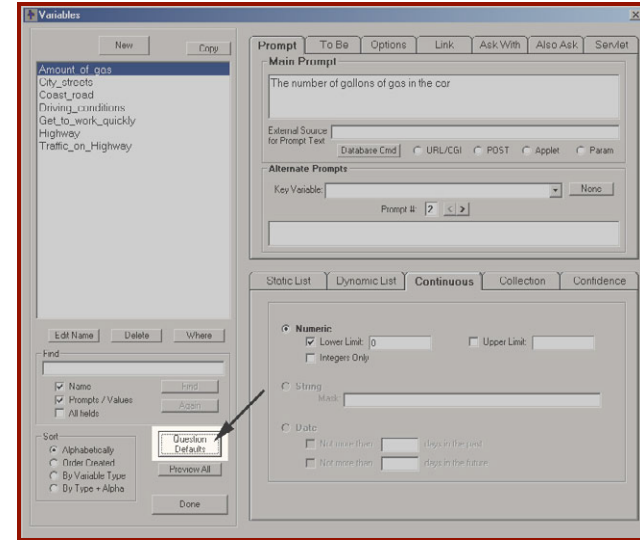 Variables
New Copy
Amount_of_gas
City_streets
Coast_road
Driving_conditions
Get_to_work_quickly
Highway
Traffic_on_Highway
Edit Name Delete Where
Find
Name
Prompts / Values
All fields
Find
Again
Sort
Alphabetically
Order Created
By Variable Type
By Type + Alpha
Question
Defaults
Preview All
Done
Prompt To Be Options Link Ask With Also Ask Servlet
Main Prompt
The number of gallons of gas in the car
External Source
for Prompt Text
Database Cmd URL/CGI POST Applet Param
Alternate Prompts
Key Variable: None
Prompt #: 2 < >
Static List Dynamic List Continuous Collection Confidence
Numeric
Lower Limit: 0 Upper Limit:
Integers Only
String
Mask:
Date
Not more than days in the past
Not more than days in the future